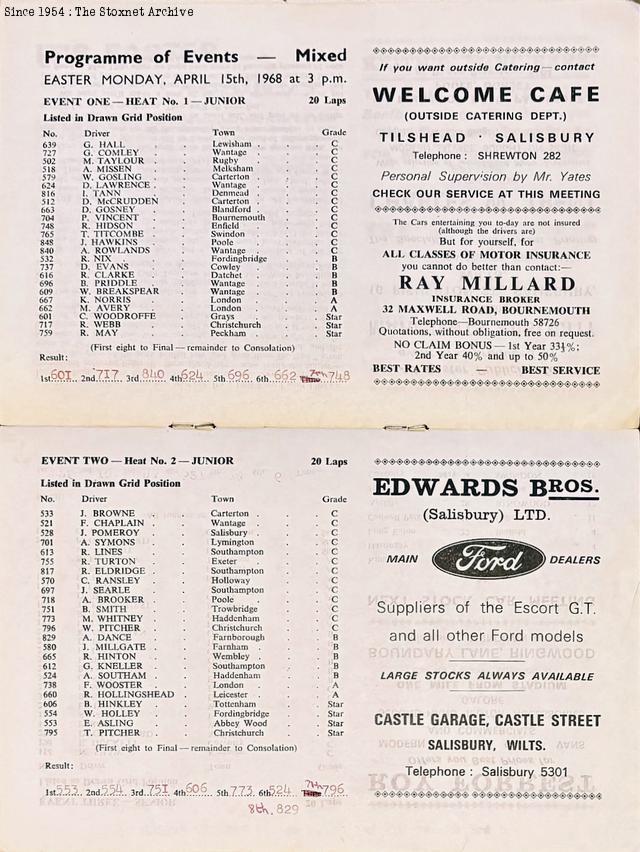 Since 1954 : The Stoxnet Archive
Programme of Events — Mixed
EASTER MONDAY, APRIL 15th, 1968 at 3 p.m.
EVENT ONE — HEAT No. 1 — JUNIOR 20 Laps
Listed in Drawn Grid Position
No. Driver Town Grade
639 G. HALL Lewisham C
727 G. COMLEY Wantage C
502 M. TAYLOUR Rugby C
518 A. MISSEN Melksham C
579 W. GOSLING Carterton C
624 D. LAWRENCE Wantage C
816 I. TANN Denmead C
512 D. McCRUDDEN Carterton C
663 D. GOSNEY Blandford C
704 P. VINCENT Bournemouth C
748 R. HIDSON Enfield C
765 T. TITCOMBE Swindon C
848 J. HAWKINS Poole C
840 A. ROWLANDS Wantage C
532 R. NIX Fordingbridge B
737 D. EVANS Cowley B
616 R. CLARKE Datchet B
696 B. PRIDDLE Wantage B
609 W. BREAKSPEAR Wantage B
667 K. NORRIS London A
662 M. AVERY London A
601 C. WOODROFFE Grays Star
717 R. WEBB Christchurch Star
759 R. MAY Peckham Star
(First eight to Final — remainder to Consolation)
Result:
1st 601 2nd 717 3rd 840 4th 624 5th 696 6th 662 7th 748
If you want outside Catering — contact
WELCOME CAFE
(OUTSIDE CATERING DEPT.)
TILSHEAD · SALISBURY
Telephone : SHREWTON 282
Personal Supervision by Mr. Yates
CHECK OUR SERVICE AT THIS MEETING
The Cars entertaining you to-day are not insured
(although the drivers are)
But for yourself, for
ALL CLASSES OF MOTOR INSURANCE
you cannot do better than contact:—
RAY MILLARD
INSURANCE BROKER
32 MAXWELL ROAD, BOURNEMOUTH
Telephone—Bournemouth 58726
Quotations, without obligation, free on request.
NO CLAIM BONUS — 1st Year 33⅓%;
2nd Year 40% and up to 50%
BEST RATES — BEST SERVICE
EVENT TWO — Heat No. 2 — JUNIOR 20 Laps
Listed in Drawn Grid Position
No. Driver Town Grade
533 J. BROWNE Carterton C
521 F. CHAPLAIN Wantage C
528 J. POMEROY Salisbury C
701 A. SYMONS Lymington C
613 R. LINES Southampton C
755 R. TURTON Exeter C
817 R. ELDRIDGE Southampton C
570 C. RANSLEY Holloway C
697 J. SEARLE Southampton C
718 A. BROOKER Poole C
751 B. SMITH Trowbridge C
773 M. WHITNEY Haddenham C
796 W. PITCHER Christchurch C
829 A. DANCE Farnborough B
580 J. MILLGATE Farnham B
665 R. HINTON Wembley B
612 G. KNELLER Southampton B
524 A. SOUTHAM Haddenham B
738 F. WOOSTER London A
660 R. HOLLINGSHEAD Leicester A
606 B. HINKLEY Tottenham Star
554 W. HOLLEY Fordingbridge Star
553 E. ASLING Abbey Wood Star
795 T. PITCHER Christchurch Star
(First eight to Final — remainder to Consolation)
Result:
1st 553 2nd 554 3rd 751 4th 606 5th 773 6th 524 7th 796
8th. 829
EDWARDS BROS.
(Salisbury) LTD.
MAIN Ford DEALERS
Suppliers of the Escort G.T.
and all other Ford models
LARGE STOCKS ALWAYS AVAILABLE
CASTLE GARAGE, CASTLE STREET
SALISBURY, WILTS.
Telephone : Salisbury 5301